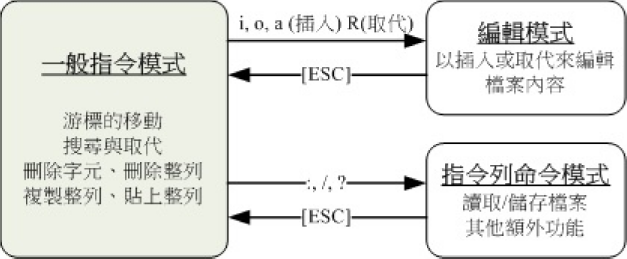 一般指令模式
游標的移動
搜尋與取代
刪除字元、刪除整列
複製整列、貼上整列
i, o, a (插入) R(取代)
[ESC]
:, /, ?
[ESC]
編輯模式
以插入或取代來編輯
檔案內容
指令列命令模式
讀取/儲存檔案
其他額外功能